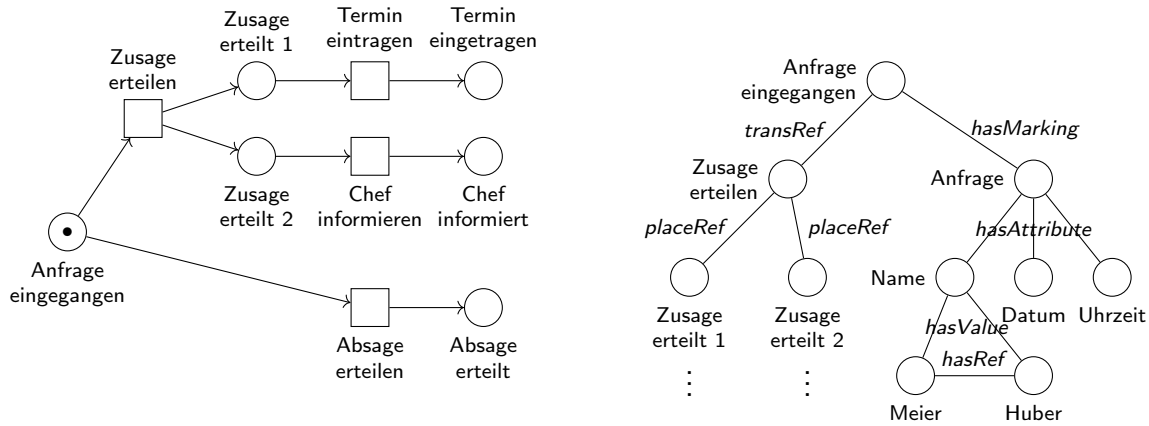 Zusage
erteilen
Zusage
erteilt 1
Termin
eintragen
Termin
eingetragen
Zusage
erteilt 2
Chef
informieren
Chef
informiert
Anfrage
eingegangen
Absage
erteilen
Absage
erteilt
Anfrage
eingegangen
transRef
hasMarking
Zusage
erteilen
Anfrage
placeRef
placeRef
hasAttribute
Zusage
erteilt 1
Zusage
erteilt 2
Name
Datum
Uhrzeit
hasValue
hasRef
Meier
Huber